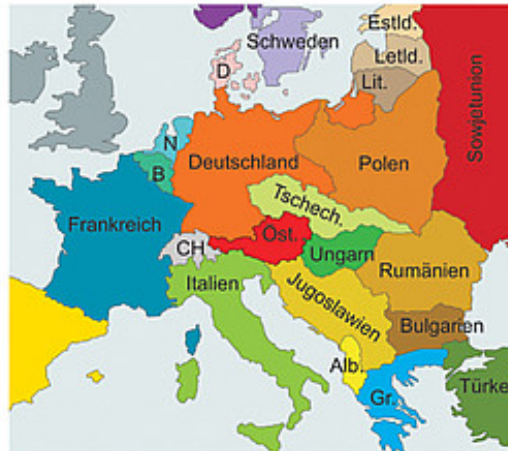 Estld.
Schweden
Letld.
D
Lit.
Sowjetunion
N
Deutschland
Polen
B
Tschech.
Frankreich
Öst.
CH
Ungarn
Italien
Rumänien
Jugoslawien
Bulgarien
Alb.
Gr.
Türke